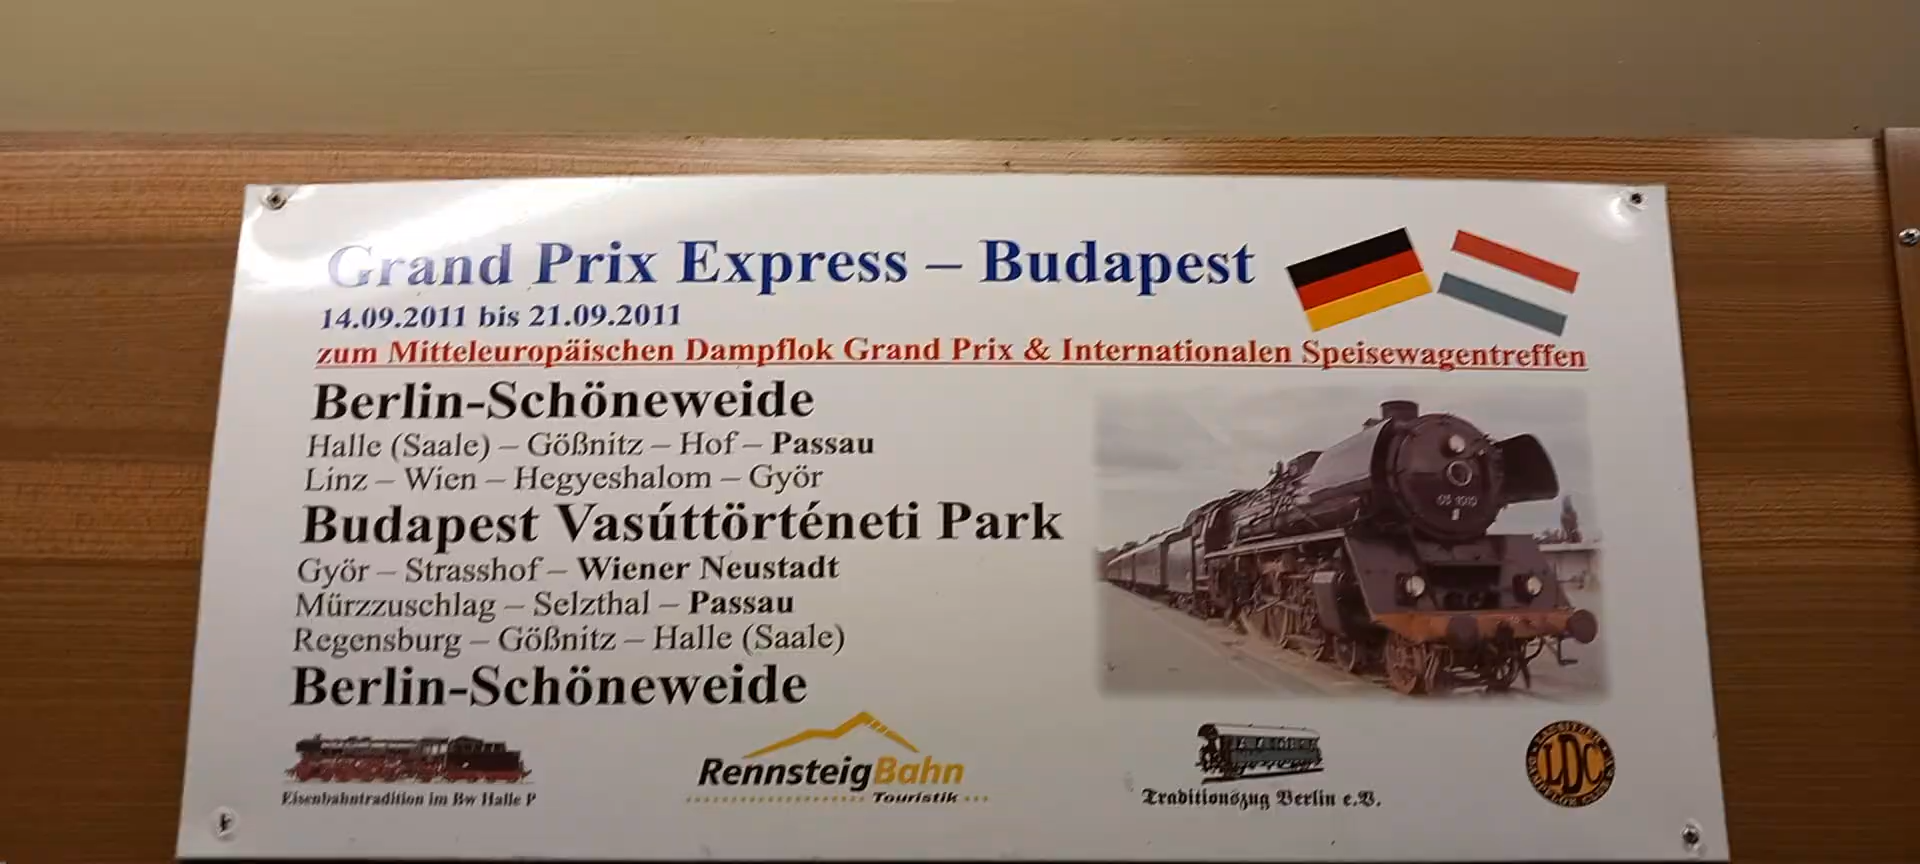 Grand Prix Express – Budapest
14.09.2011 bis 21.09.2011
zum Mitteleuropäischen Dampflok Grand Prix & Internationalen Speisewagentreffen
Berlin-Schöneweide
Halle (Saale) – Gößnitz – Hof – Passau
Linz – Wien – Hegyeshalom – Györ
Budapest Vasúttörténeti Park
Györ – Strasshof – Wiener Neustadt
Mürzzuschlag – Selzthal – Passau
Regensburg – Gößnitz – Halle (Saale)
Berlin-Schöneweide
Eisenbahntradition im Bw Halle P
RennsteigBahn
Touristik
Traditionszug Berlin e.V.
LDC